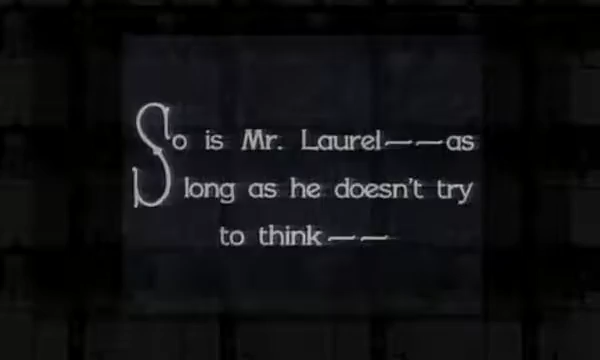 So is Mr. Laurel——as
long as he doesn't try
to think——